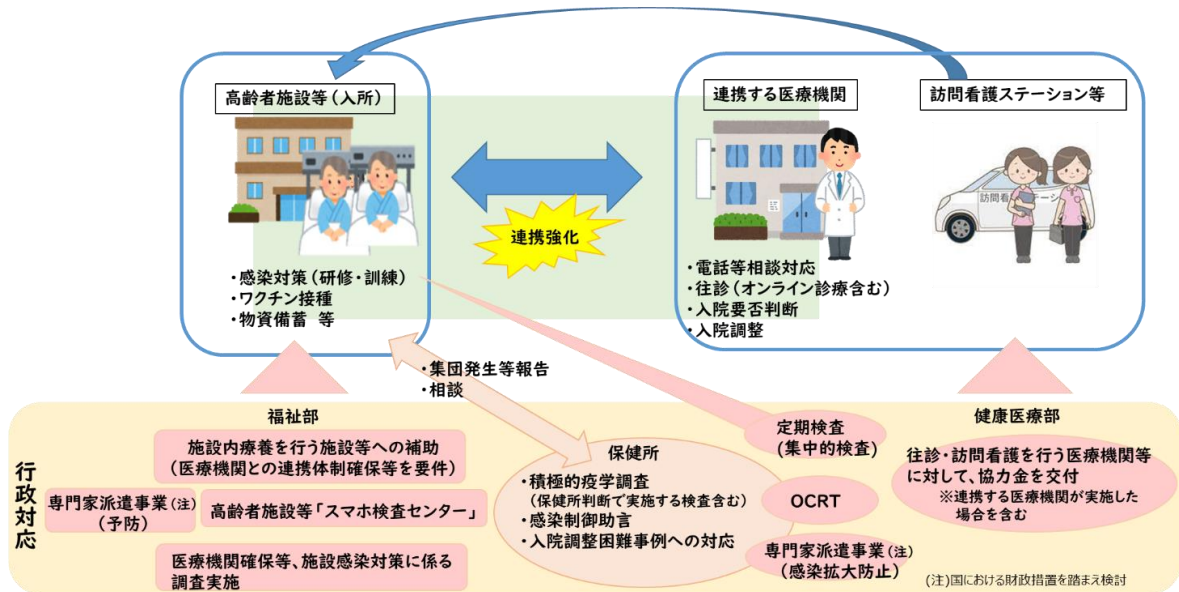 高齢者施設等（入所）
連携する医療機関
訪問看護ステーション等
訪問看護ステーション
連携強化
・感染対策（研修・訓練）
・ワクチン接種
・物資備蓄 等
・電話等相談対応
・往診（オンライン診療含む）
・入院要否判断
・入院調整
・集団発生等報告
・相談
行政対応
福祉部
施設内療養を行う施設等への補助
（医療機関との連携体制確保等を要件）
専門家派遣事業（注）
（予防）
高齢者施設等「スマホ検査センター」
医療機関確保等、施設感染対策に係る
調査実施
保健所
・積極的疫学調査
（保健所判断で実施する検査含む）
・感染制御助言
・入院調整困難事例への対応
定期検査
（集中的検査）
OCRT
専門家派遣事業（注）
（感染拡大防止）
健康医療部
往診・訪問看護を行う医療機関等
に対して、協力金を交付
※連携する医療機関が実施した
場合を含む
（注）国における財政措置を踏まえ検討